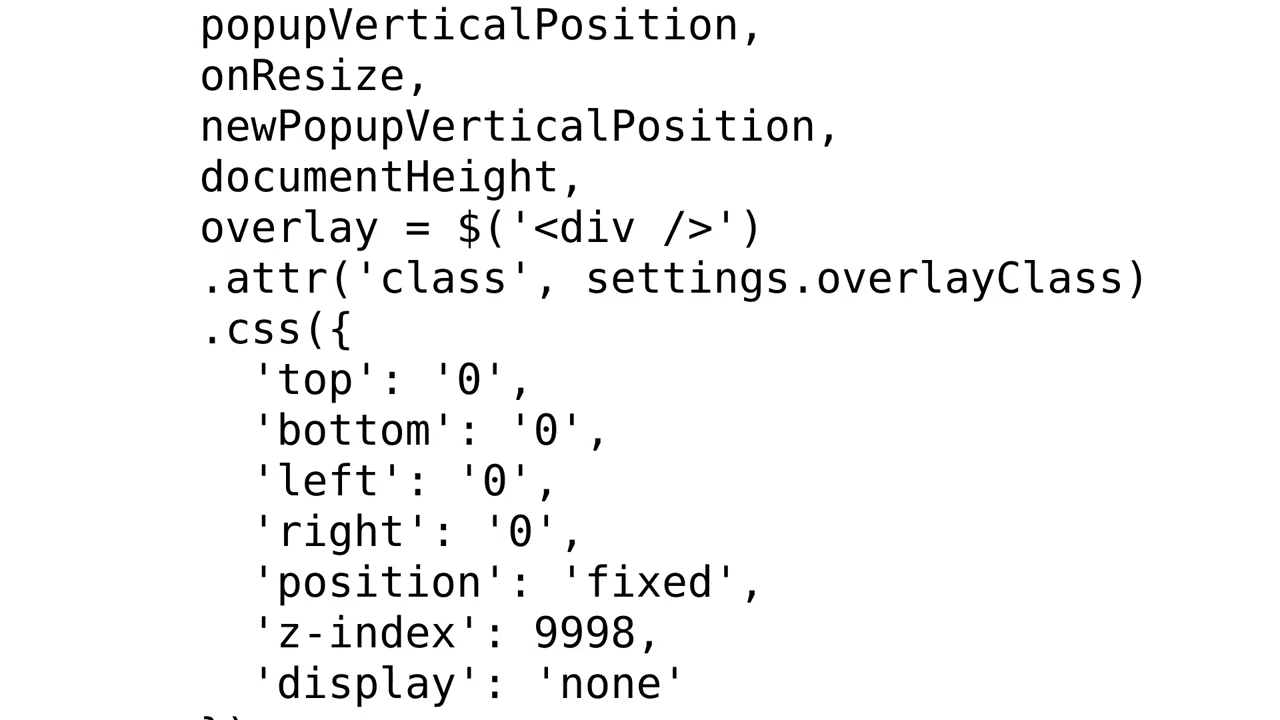 popupVerticalPosition,
onResize,
newPopupVerticalPosition,
documentHeight,
overlay = $('<div />')
.attr('class', settings.overlayClass)
.css({
  'top': '0',
  'bottom': '0',
  'left': '0',
  'right': '0',
  'position': 'fixed',
  'z-index': 9998,
  'display': 'none'